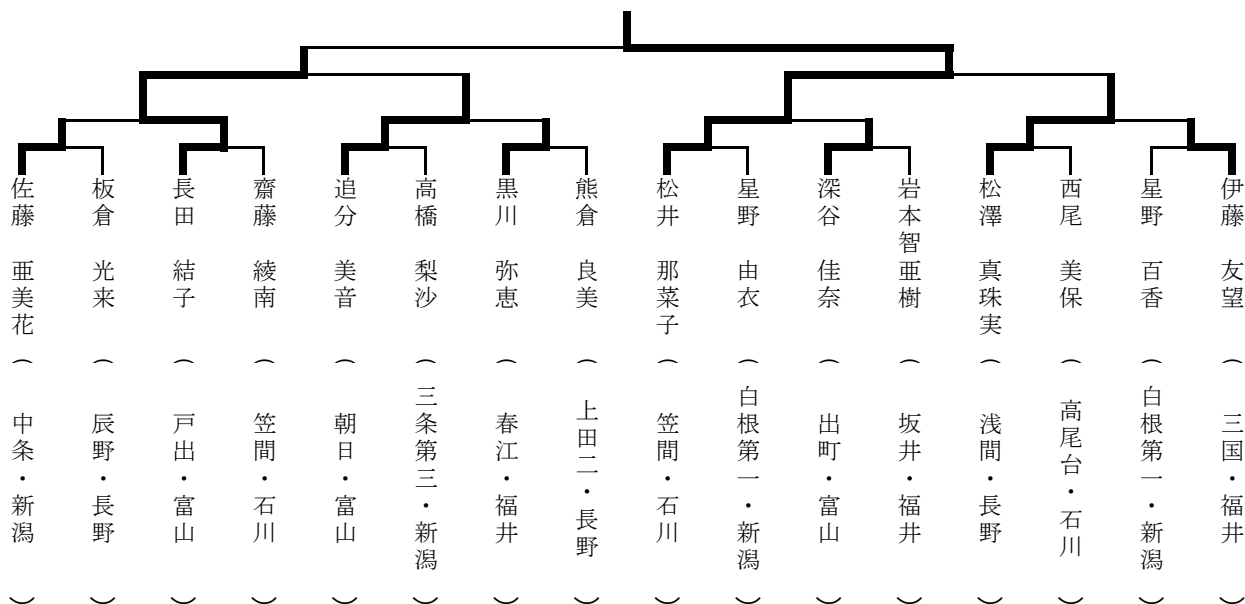 佐藤 亜美花 （ 中条・新潟 ）
板倉 光来 （ 辰野・長野 ）
長田 結子 （ 戸出・富山 ）
齋藤 綾南 （ 笠間・石川 ）
追分 美音 （ 朝日・富山 ）
高橋 梨沙 （ 三条第三・新潟 ）
黒川 弥恵 （ 春江・福井 ）
熊倉 良美 （ 上田二・長野 ）
松井 那菜子 （ 笠間・石川 ）
星野 由衣 （ 白根第一・新潟 ）
深谷 佳奈 （ 出町・富山 ）
岩本智亜樹 （ 坂井・福井 ）
松澤 真珠実 （ 浅間・長野 ）
西尾 美保 （ 高尾台・石川 ）
星野 百香 （ 白根第一・新潟 ）
伊藤 友望 （ 三国・福井 ）